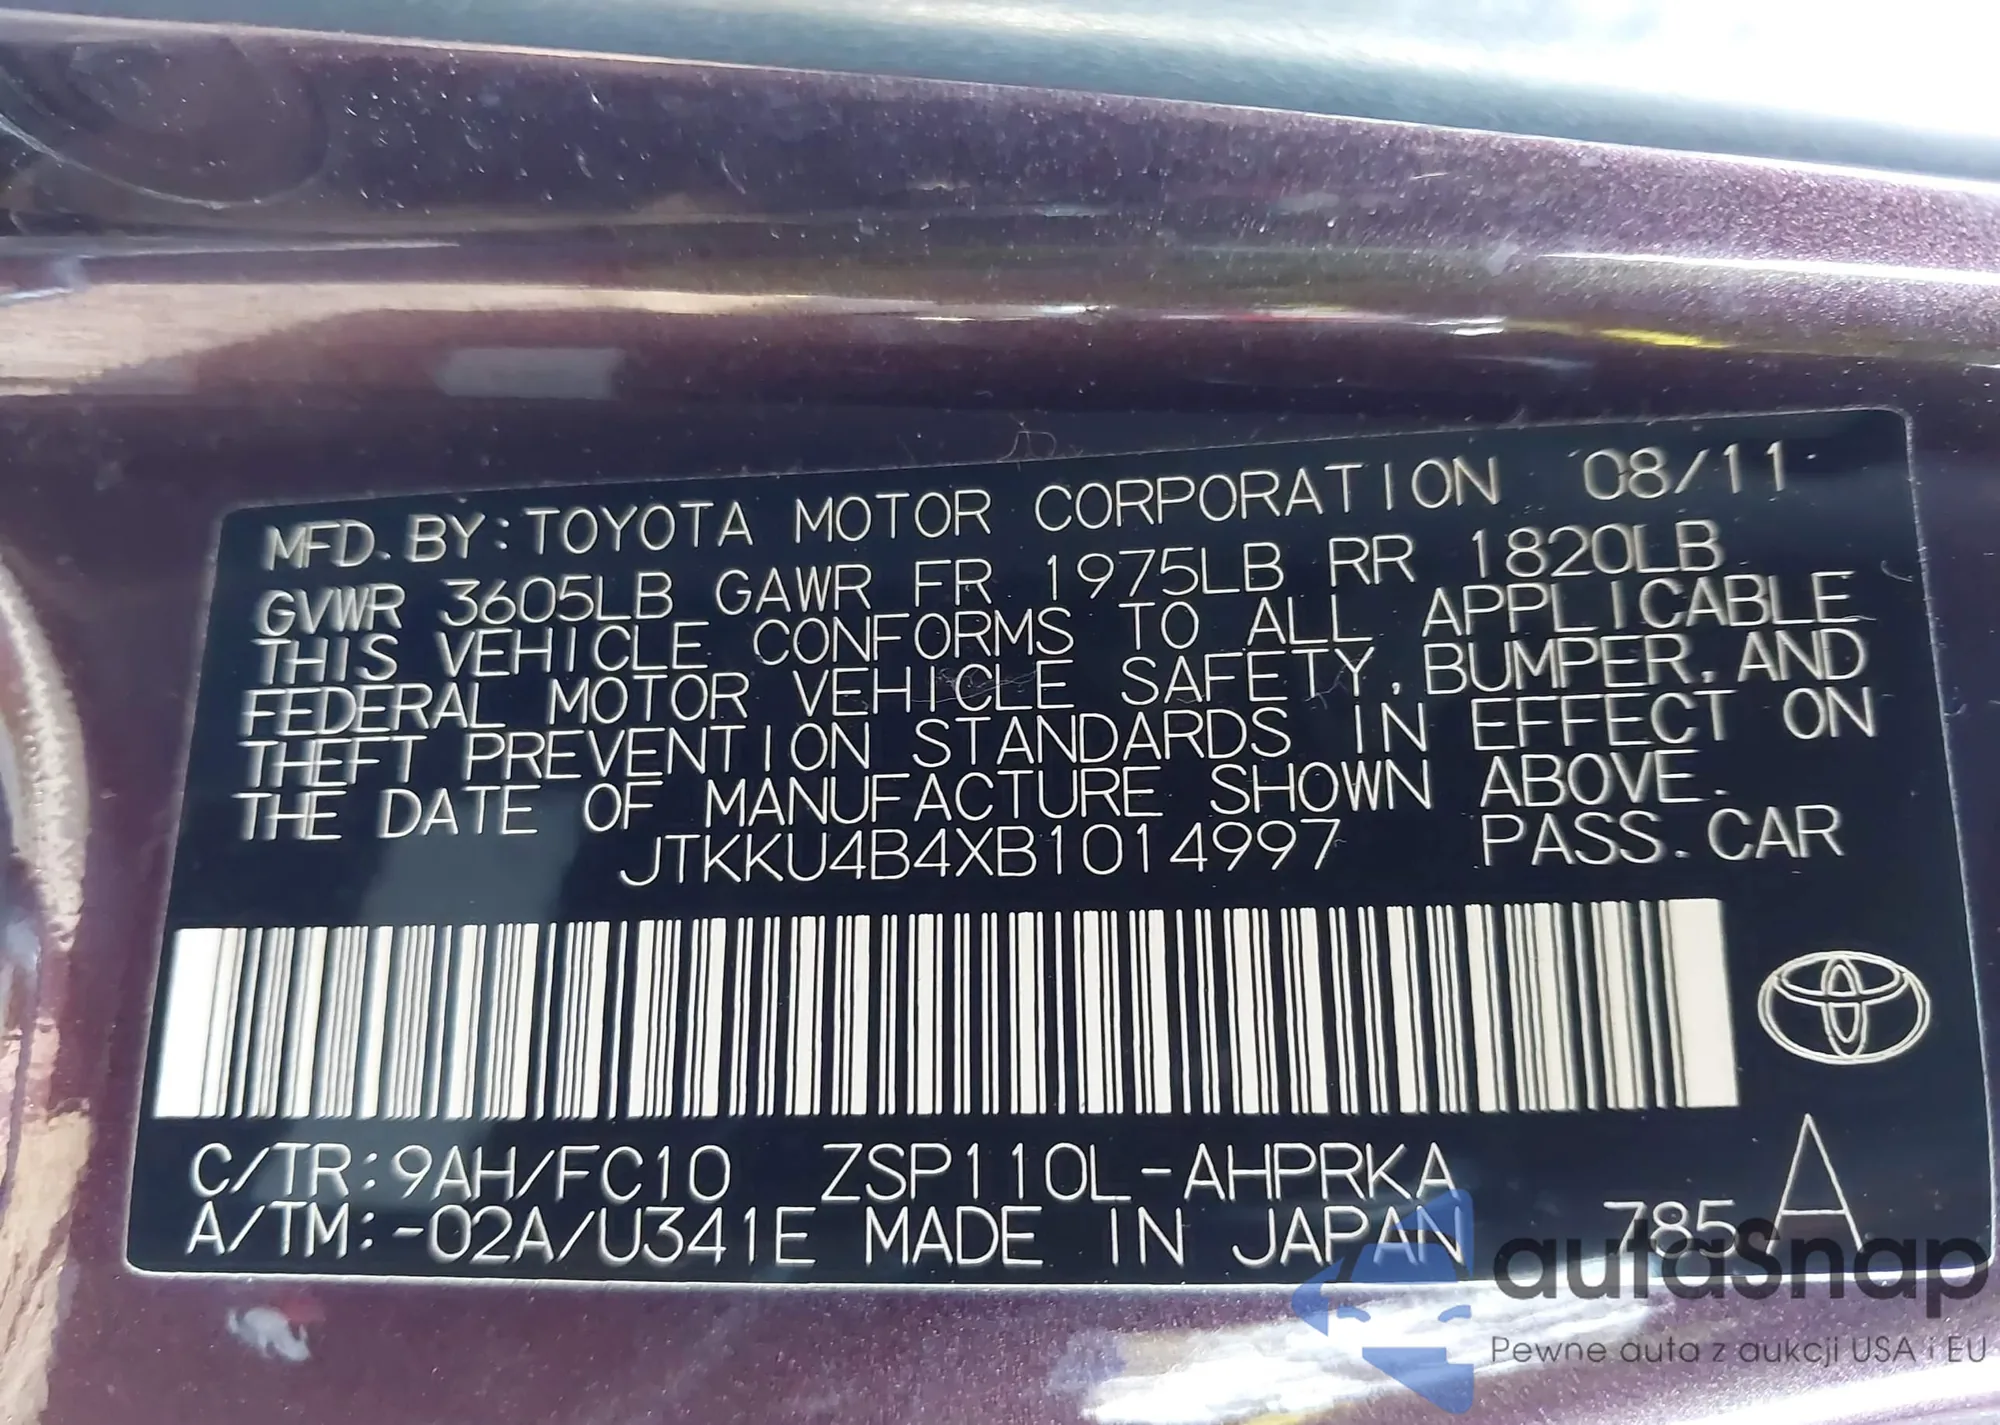 MFD. BY: TOYOTA MOTOR CORPORATION 08/11
GVWR 3605LB GAWR FR 1975LB RR 1820LB
THIS VEHICLE CONFORMS TO ALL APPLICABLE
FEDERAL MOTOR VEHICLE SAFETY, BUMPER, AND
THEFT PREVENTION STANDARDS IN EFFECT ON
THE DATE OF MANUFACTURE SHOWN ABOVE.
JTKKU4B4XB1014997 PASS. CAR
C/TR: 9AH/FC10 ZSP110L-AHPRKA
A/TM: -02A/U341E MADE IN JAPAN 785 A
autasnap
Pewne auta z aukcji USA i EU